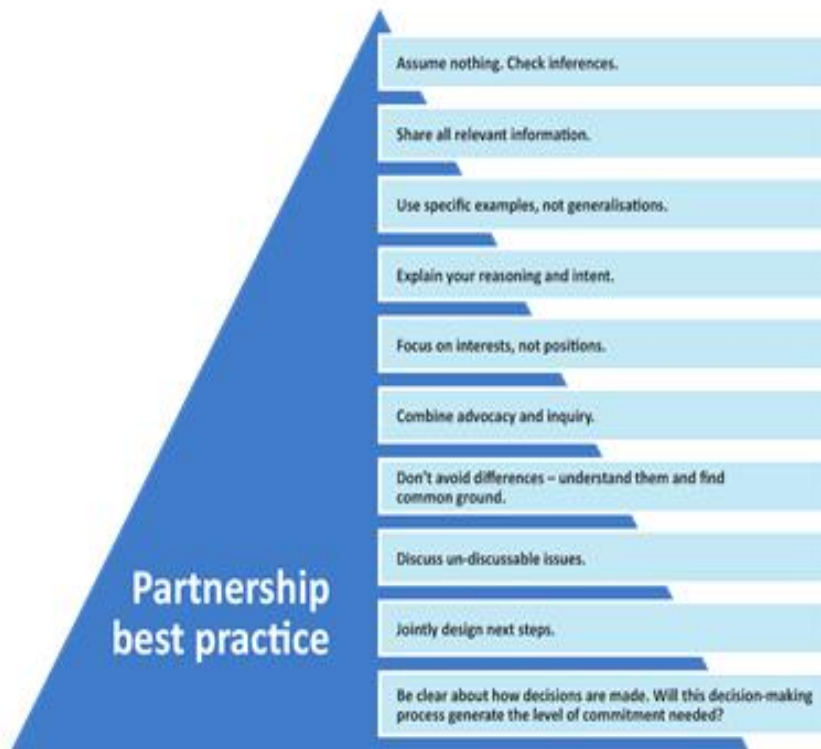 Assume nothing. Check inferences.
Share all relevant information.
Use specific examples, not generalisations.
Explain your reasoning and intent.
Focus on interests, not positions.
Combine advocacy and inquiry.
Don't avoid differences – understand them and find
common ground.
Discuss un-discussable issues.
Jointly design next steps.
Be clear about how decisions are made. Will this decision-making
process generate the level of commitment needed?
Partnership
best practice